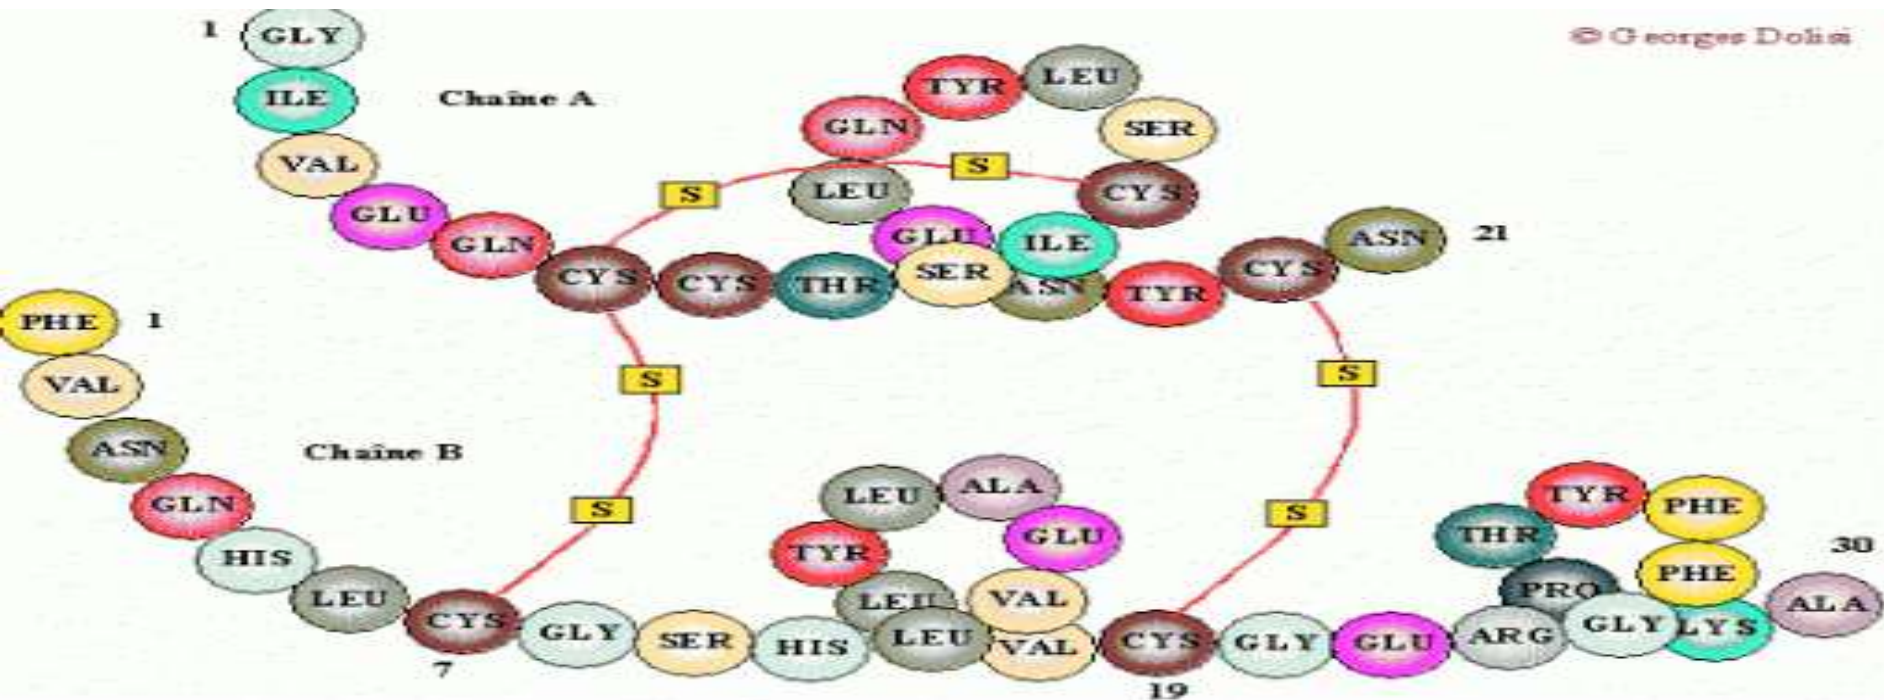 © Georges Dolisi
Chaîne A
1
GLY
ILE
VAL
GLU
GLN
CYS
CYS
THR
SER
ILE
CYS
SER
LEU
TYR
GLN
LEU
GLU
ASN
TYR
CYS
ASN
21
S
S
S
S
S
S
Chaîne B
1
PHE
VAL
ASN
GLN
HIS
LEU
CYS
7
GLY
SER
HIS
LEU
VAL
GLU
ALA
LEU
TYR
LEU
VAL
CYS
19
GLY
GLU
ARG
GLY
PHE
PHE
TYR
THR
PRO
LYS
ALA
30